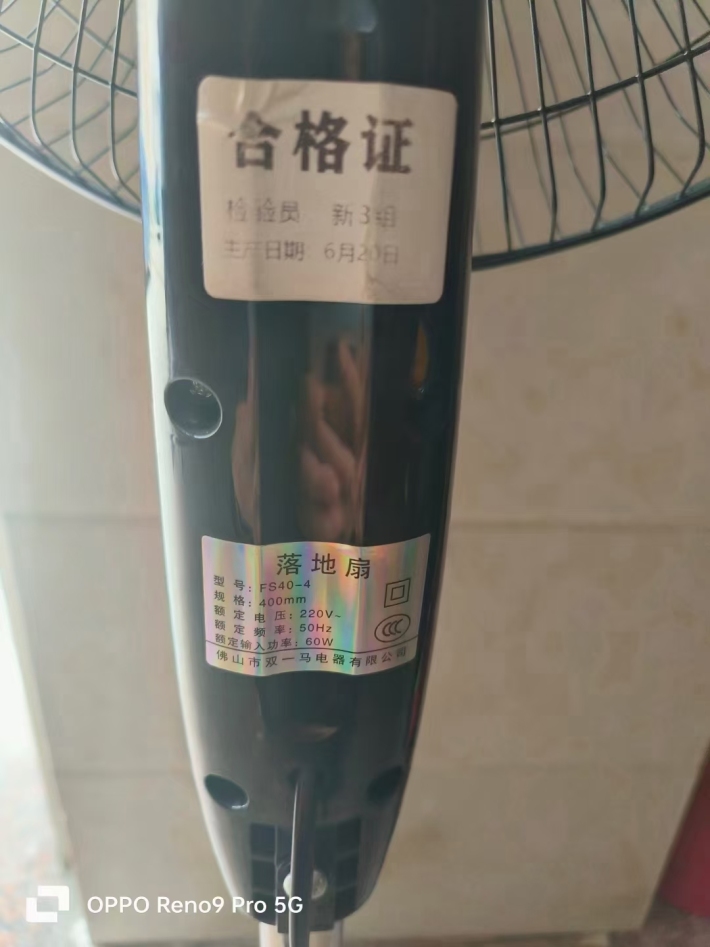 合格证
检验员 新3组
生产日期 6月20日
落地扇
型号：FS40-4
规格：400mm
额定电压：220V~
额定频率：50Hz
额定输入功率：60W
佛山市双一马电器有限公司
OPPO Reno9 Pro 5G